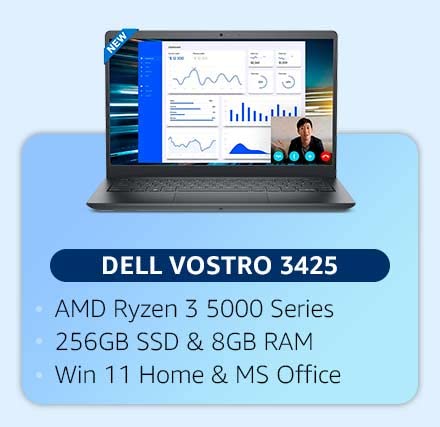 NEW
DELL VOSTRO 3425
AMD Ryzen 3 5000 Series
256GB SSD & 8GB RAM
Win 11 Home & MS Office